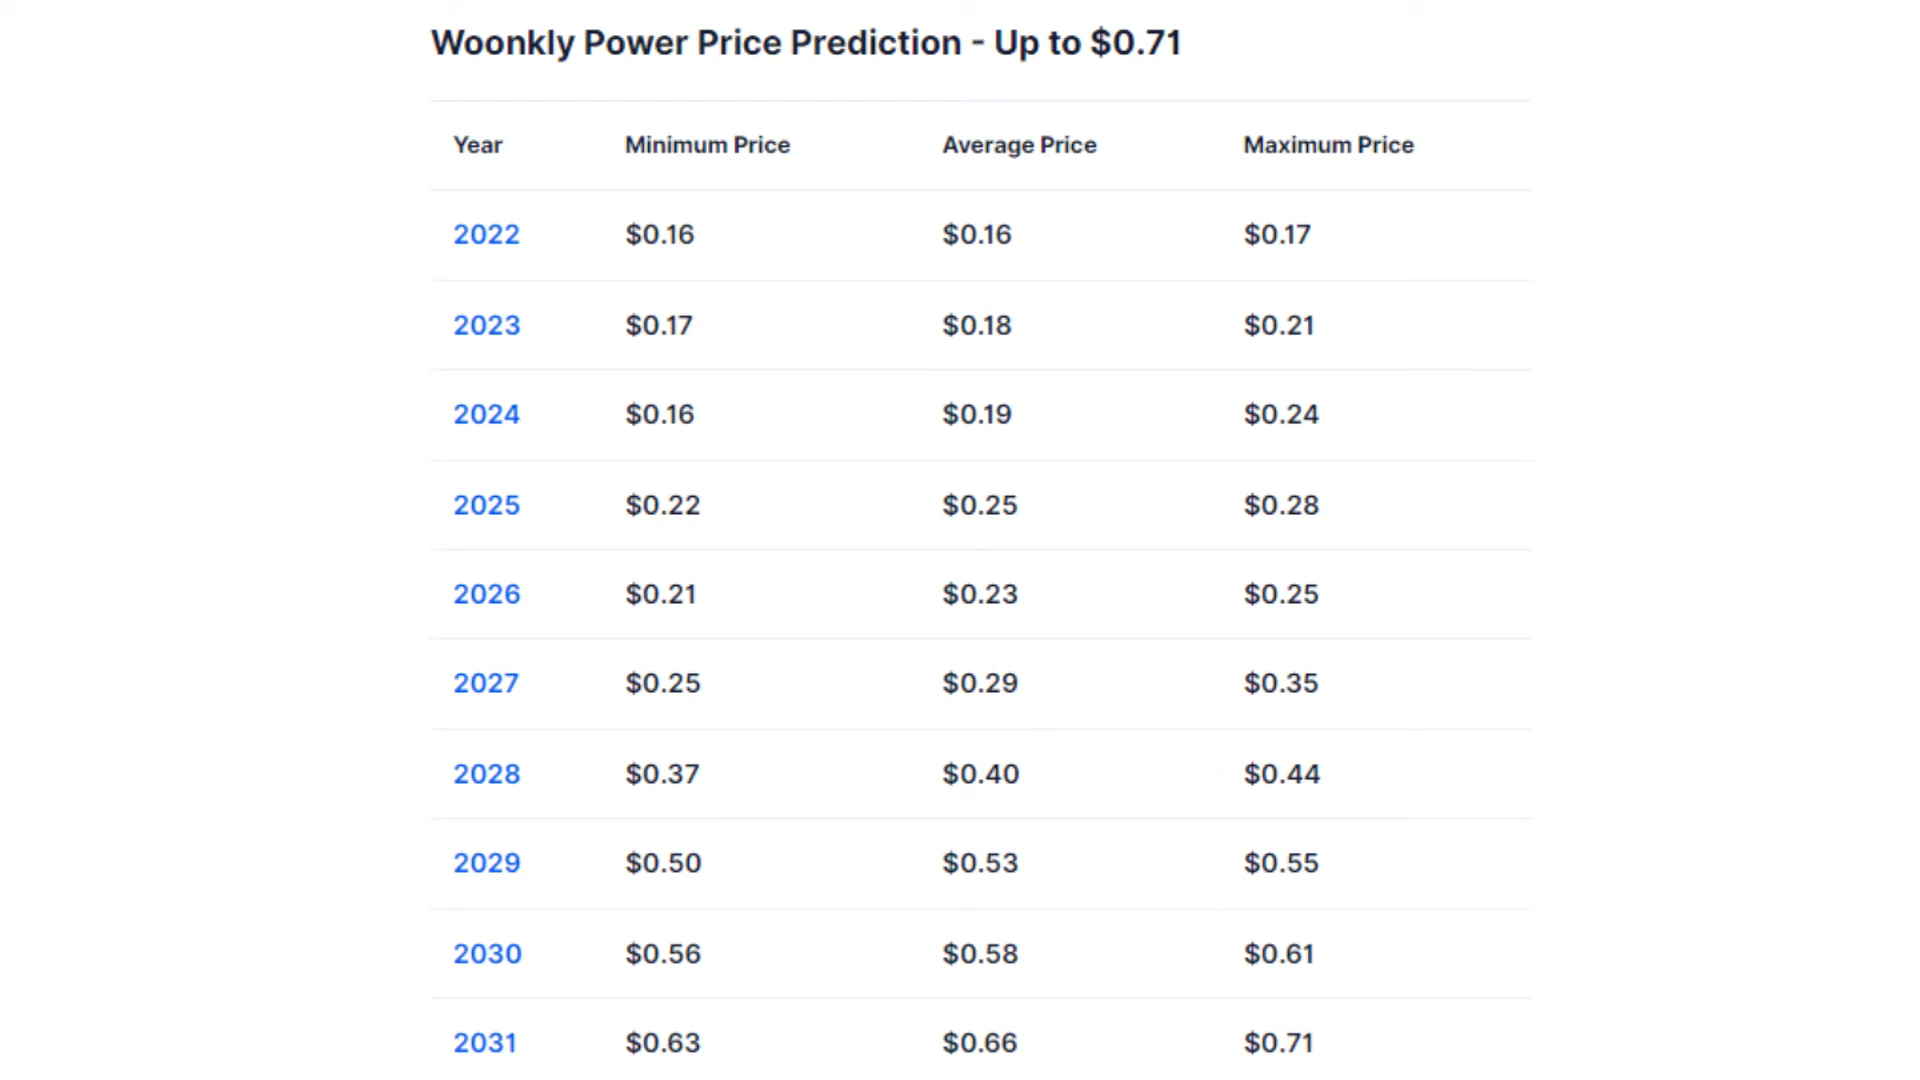 Woonkly Power Price Prediction - Up to $0.71
Year Minimum Price Average Price Maximum Price
2022 $0.16 $0.16 $0.17
2023 $0.17 $0.18 $0.21
2024 $0.16 $0.19 $0.24
2025 $0.22 $0.25 $0.28
2026 $0.21 $0.23 $0.25
2027 $0.25 $0.29 $0.35
2028 $0.37 $0.40 $0.44
2029 $0.50 $0.53 $0.55
2030 $0.56 $0.58 $0.61
2031 $0.63 $0.66 $0.71